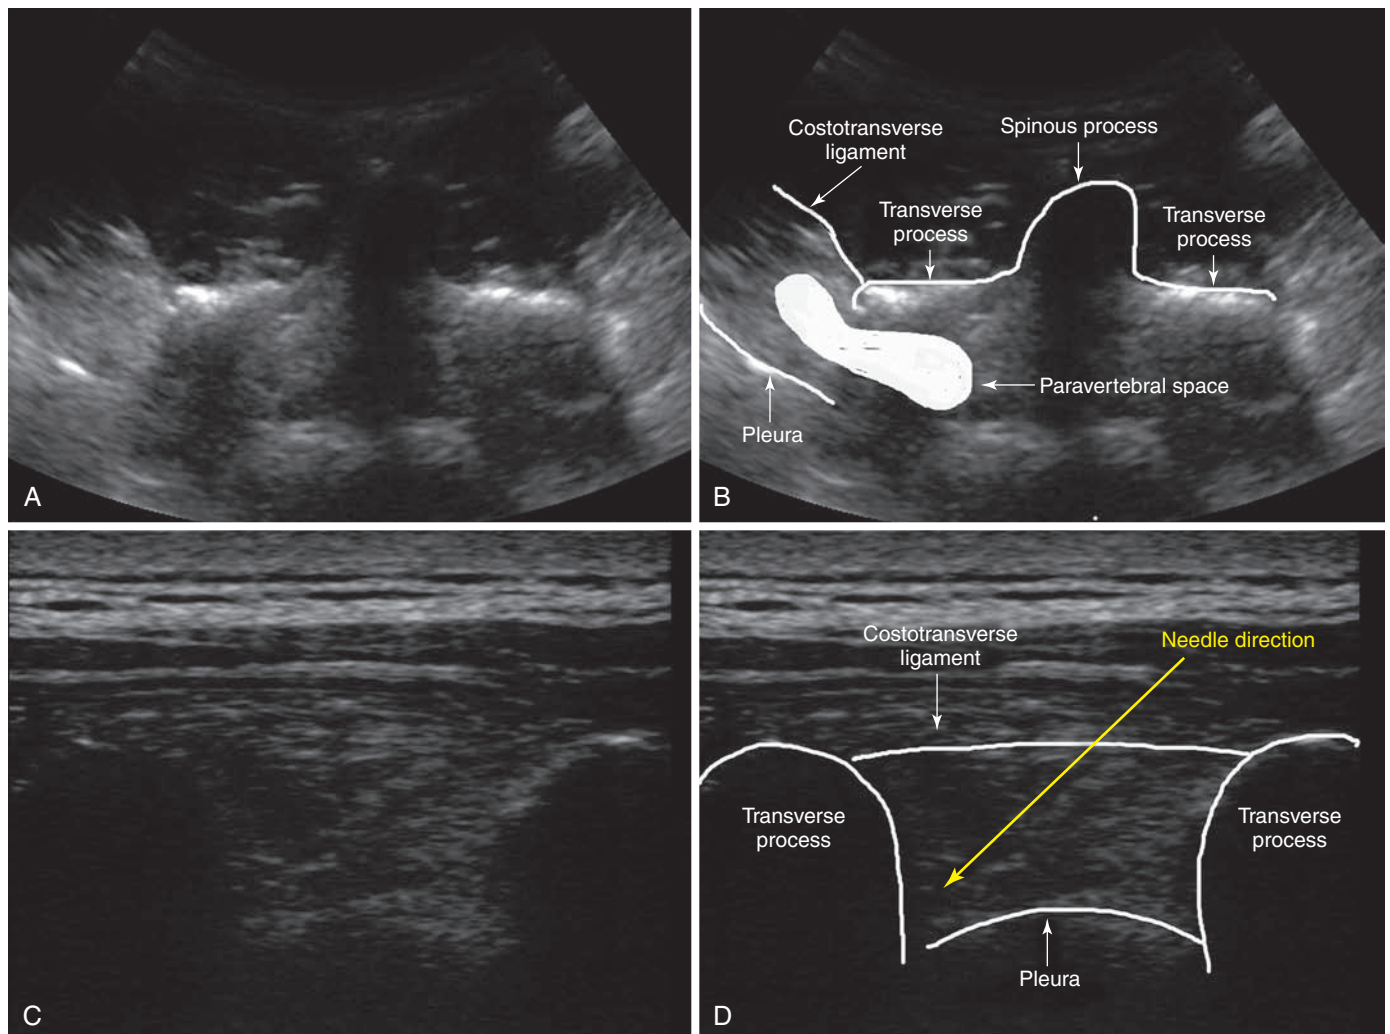 A
Costotransverse
ligament
Spinous process
Transverse
process
Transverse
process
Paravertebral space
Pleura
B
C
Costotransverse
ligament
Needle direction
Transverse
process
Transverse
process
Pleura
D